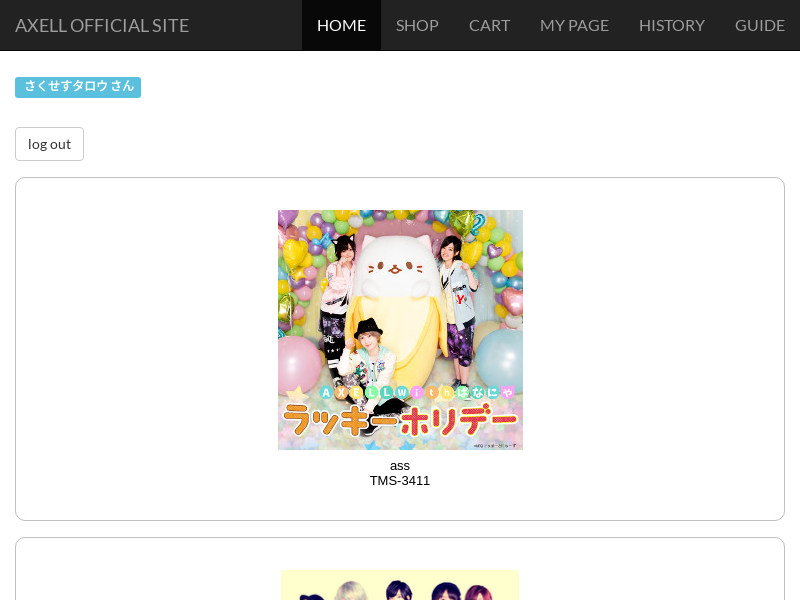 AXELL OFFICIAL SITE
HOME
SHOP
CART
MY PAGE
HISTORY
GUIDE
さくせすタロウ さん
log out
AXELL with ばなにゃ
ラッキーホリデー
ass
TMS-3411